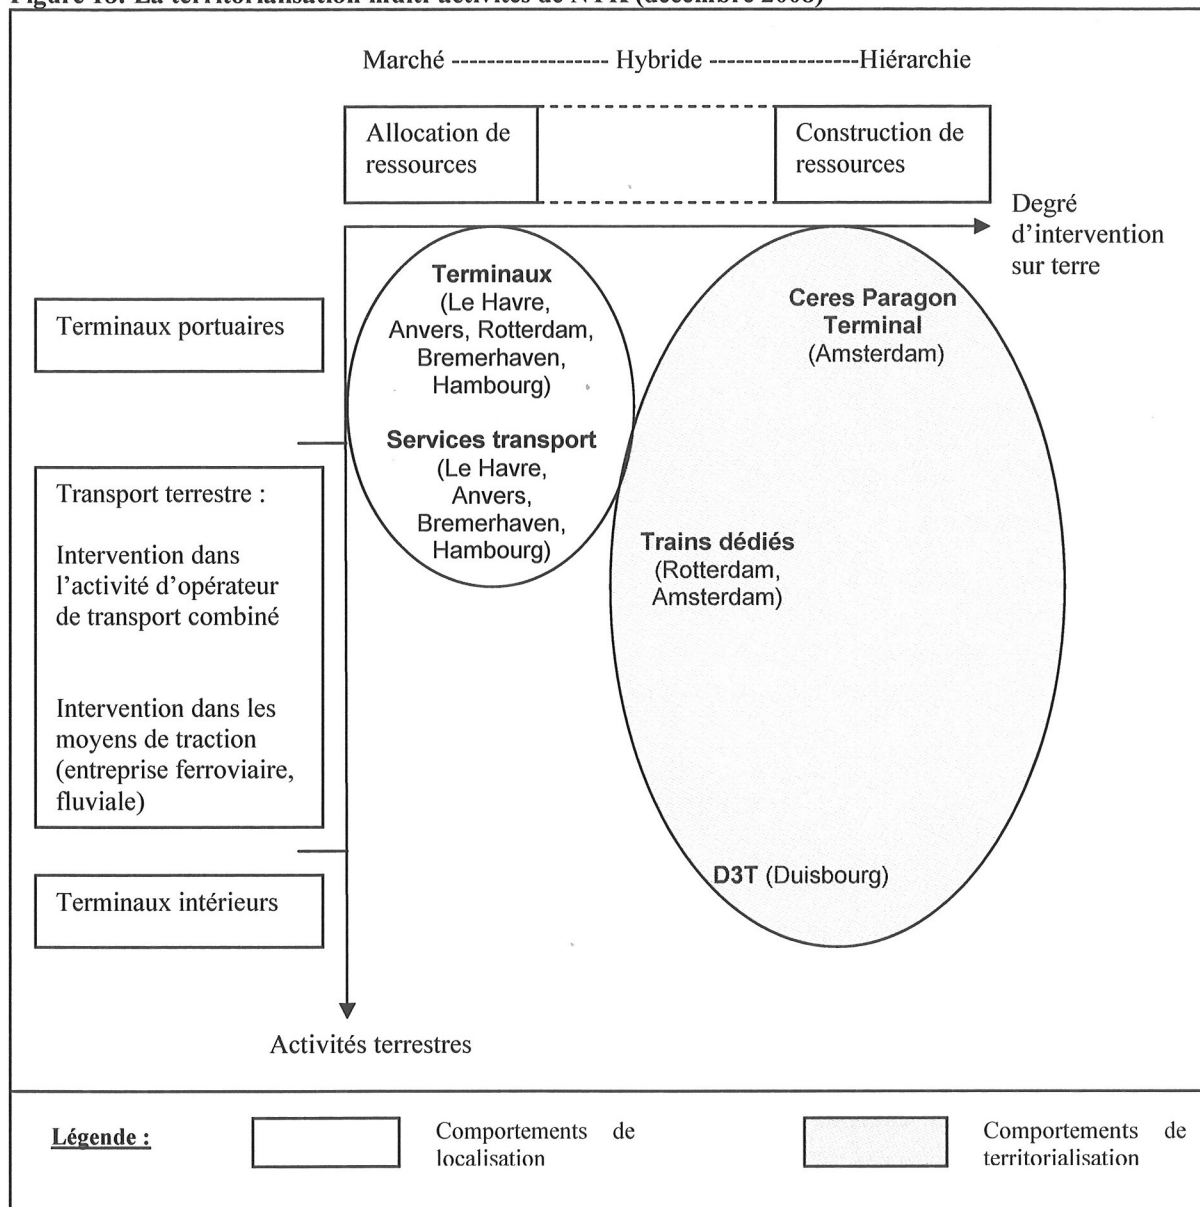 Marché ------------------ Hybride -----------------Hiérarchie
Allocation de
ressources
Construction de
ressources
Degré
d'intervention
sur terre
Terminaux portuaires
Terminaux
(Le Havre,
Anvers, Rotterdam,
Bremerhaven,
Hambourg)
Ceres Paragon
Terminal
(Amsterdam)
Services transport
(Le Havre,
Anvers,
Bremerhaven,
Hambourg)
Transport terrestre :
Intervention dans
l'activité d'opérateur
de transport combiné
Intervention dans les
moyens de traction
(entreprise ferroviaire,
fluviale)
Trains dédiés
(Rotterdam,
Amsterdam)
D3T (Duisbourg)
Terminaux intérieurs
Activités terrestres
Légende :
Comportements de
localisation
Comportements de
territorialisation